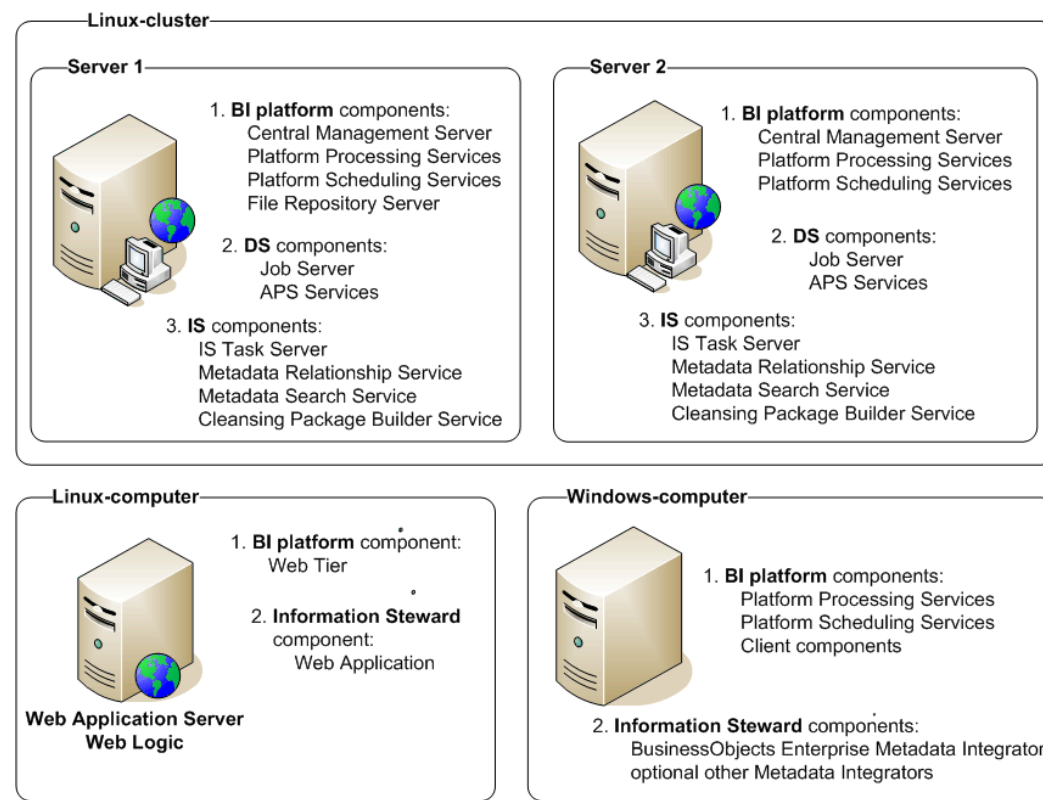 Linux-cluster
Server 1
1. BI platform components:
Central Management Server
Platform Processing Services
Platform Scheduling Services
File Repository Server
2. DS components:
Job Server
APS Services
3. IS components:
IS Task Server
Metadata Relationship Service
Metadata Search Service
Cleansing Package Builder Service
Server 2
1. BI platform components:
Central Management Server
Platform Processing Services
Platform Scheduling Services
2. DS components:
Job Server
APS Services
3. IS components:
IS Task Server
Metadata Relationship Service
Metadata Search Service
Cleansing Package Builder Service
Linux-computer
1. BI platform component:
Web Tier
2. Information Steward
component:
Web Application
Web Application Server
Web Logic
Windows-computer
1. BI platform components:
Platform Processing Services
Platform Scheduling Services
Client components
2. Information Steward components:
BusinessObjects Enterprise Metadata Integrator
optional other Metadata Integrators